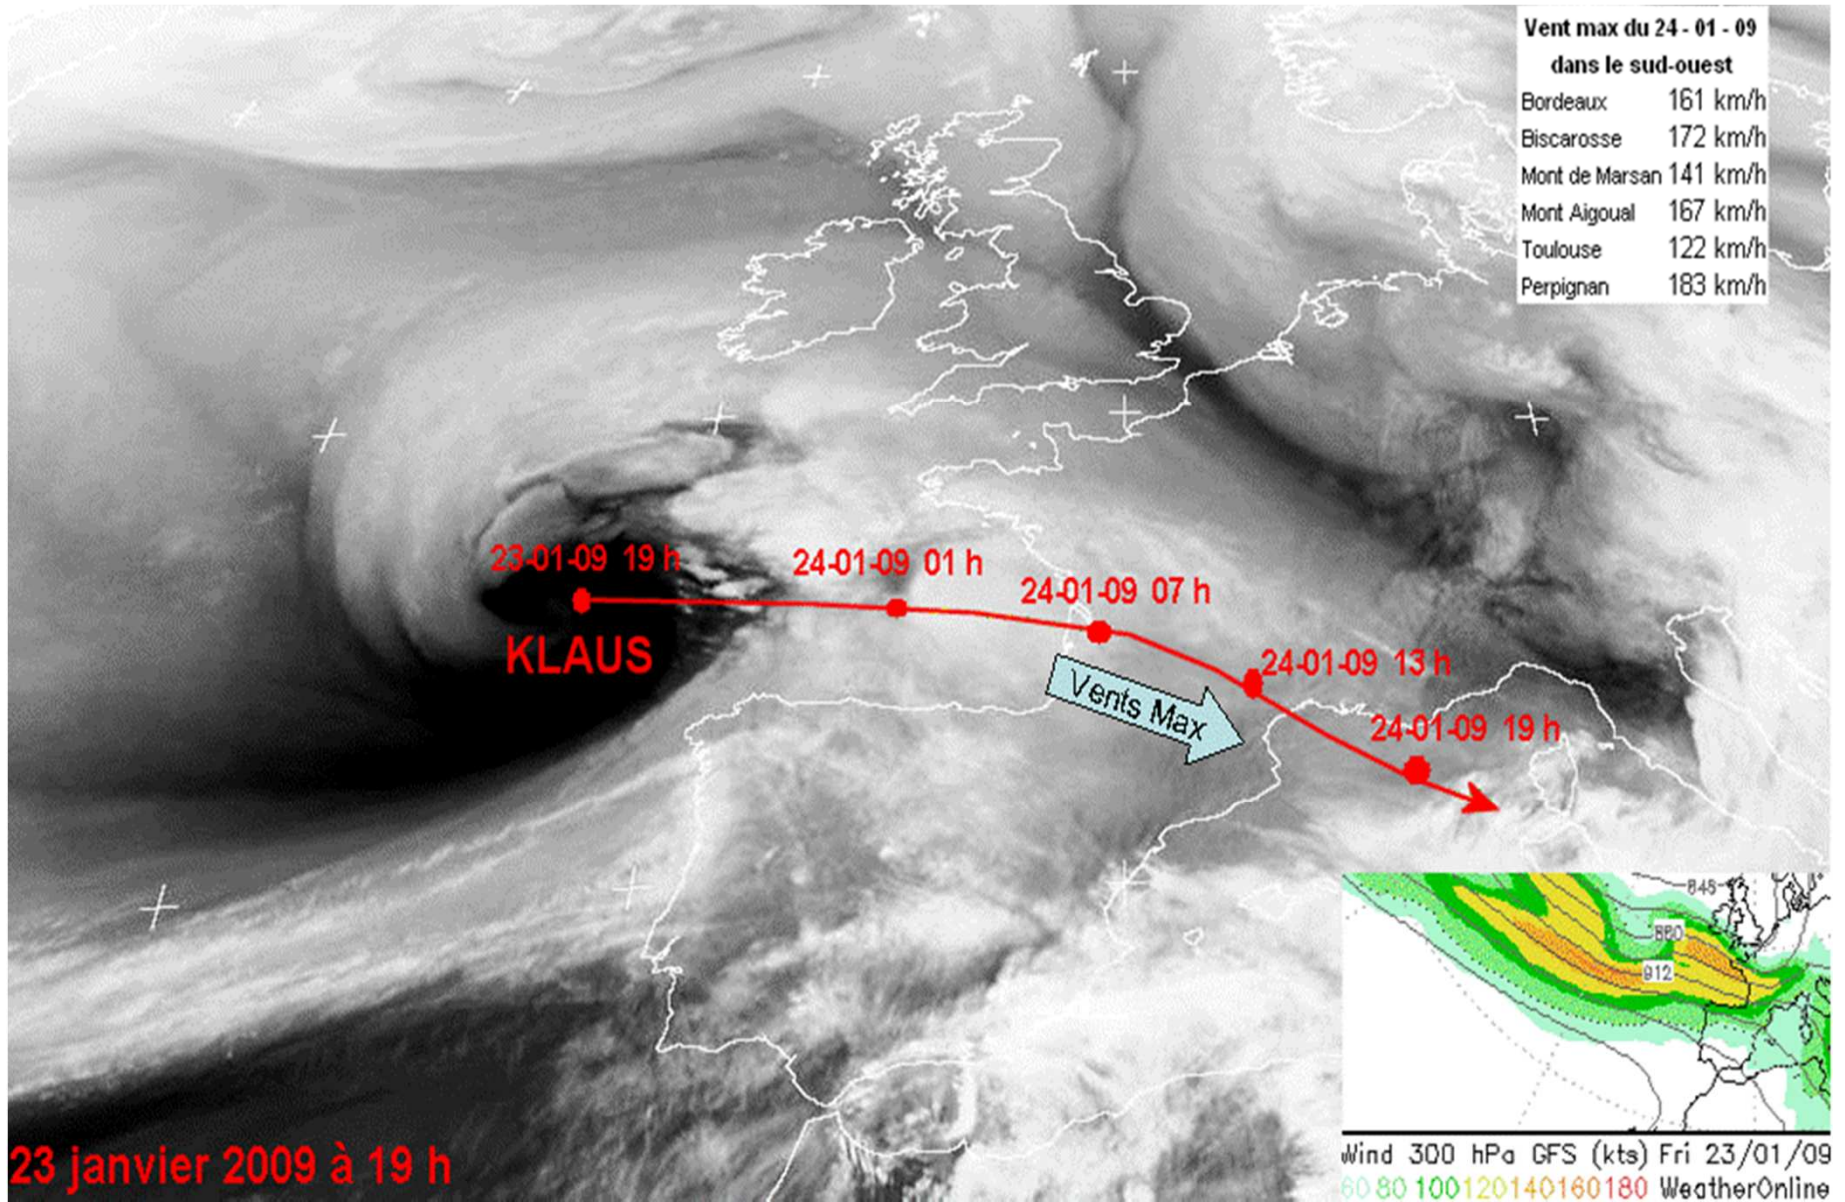 Vent max du 24 - 01 - 09
dans le sud-ouest
Bordeaux 161 km/h
Biscarosse 172 km/h
Mont de Marsan 141 km/h
Mont Aigoual 167 km/h
Toulouse 122 km/h
Perpignan 183 km/h
23-01-09 19 h
24-01-09 01 h
24-01-09 07 h
KLAUS
24-01-09 13 h
Vents Max
24-01-09 19 h
845
880
912
23 janvier 2009 à 19 h
Wind 300 hPa GFS (kts) Fri 23/01/09
60 80 100 120 140 160 180 WeatherOnline